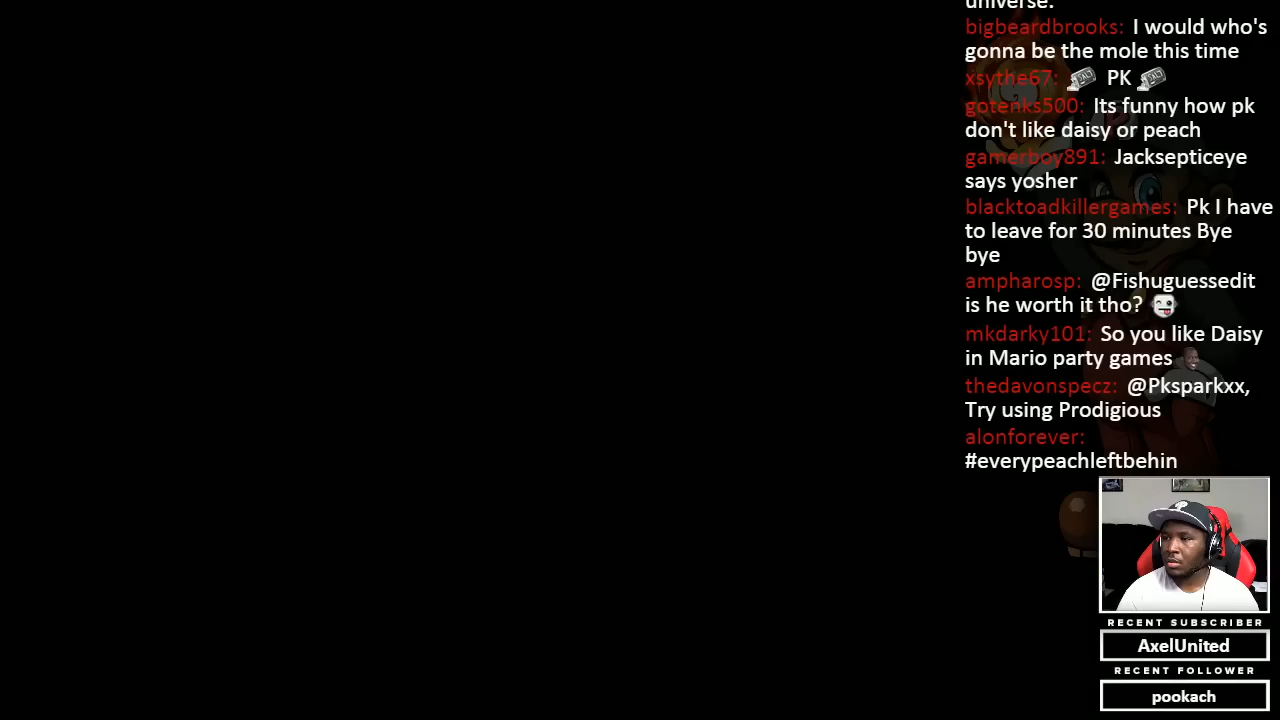 universe.
bigbeardbrooks: I would who's
gonna be the mole this time
xsythe67: PK
gotenks500: Its funny how pk
don't like daisy or peach
gamerboy891: Jacksepticeye
says yosher
blacktoadkillergames: Pk I have
to leave for 30 minutes Bye
bye
ampharosp: @Fishuguessedit
is he worth it tho?
mkdarky101: So you like Daisy
in Mario party games
thedavonspecz: @Pksparkxx,
Try using Prodigious
alonforever:
#everypeachleftbehin
RECENT SUBSCRIBER
AxelUnited
RECENT FOLLOWER
pookach